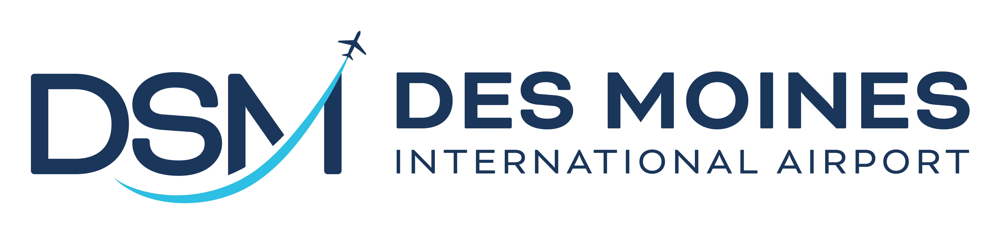 DSM
DES MOINES
INTERNATIONAL AIRPORT